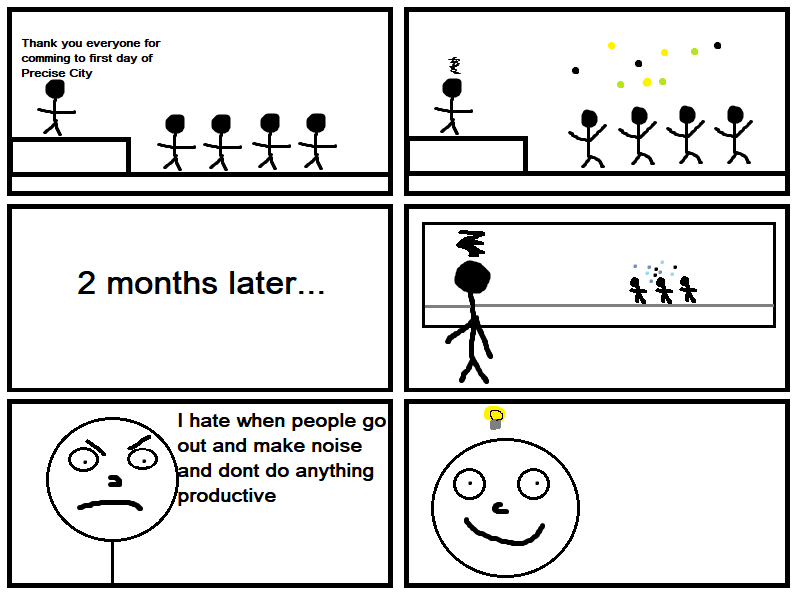 Thank you everyone for
comming to first day of
Precise City
2 months later...
I hate when people go
out and make noise
and dont do anything
productive